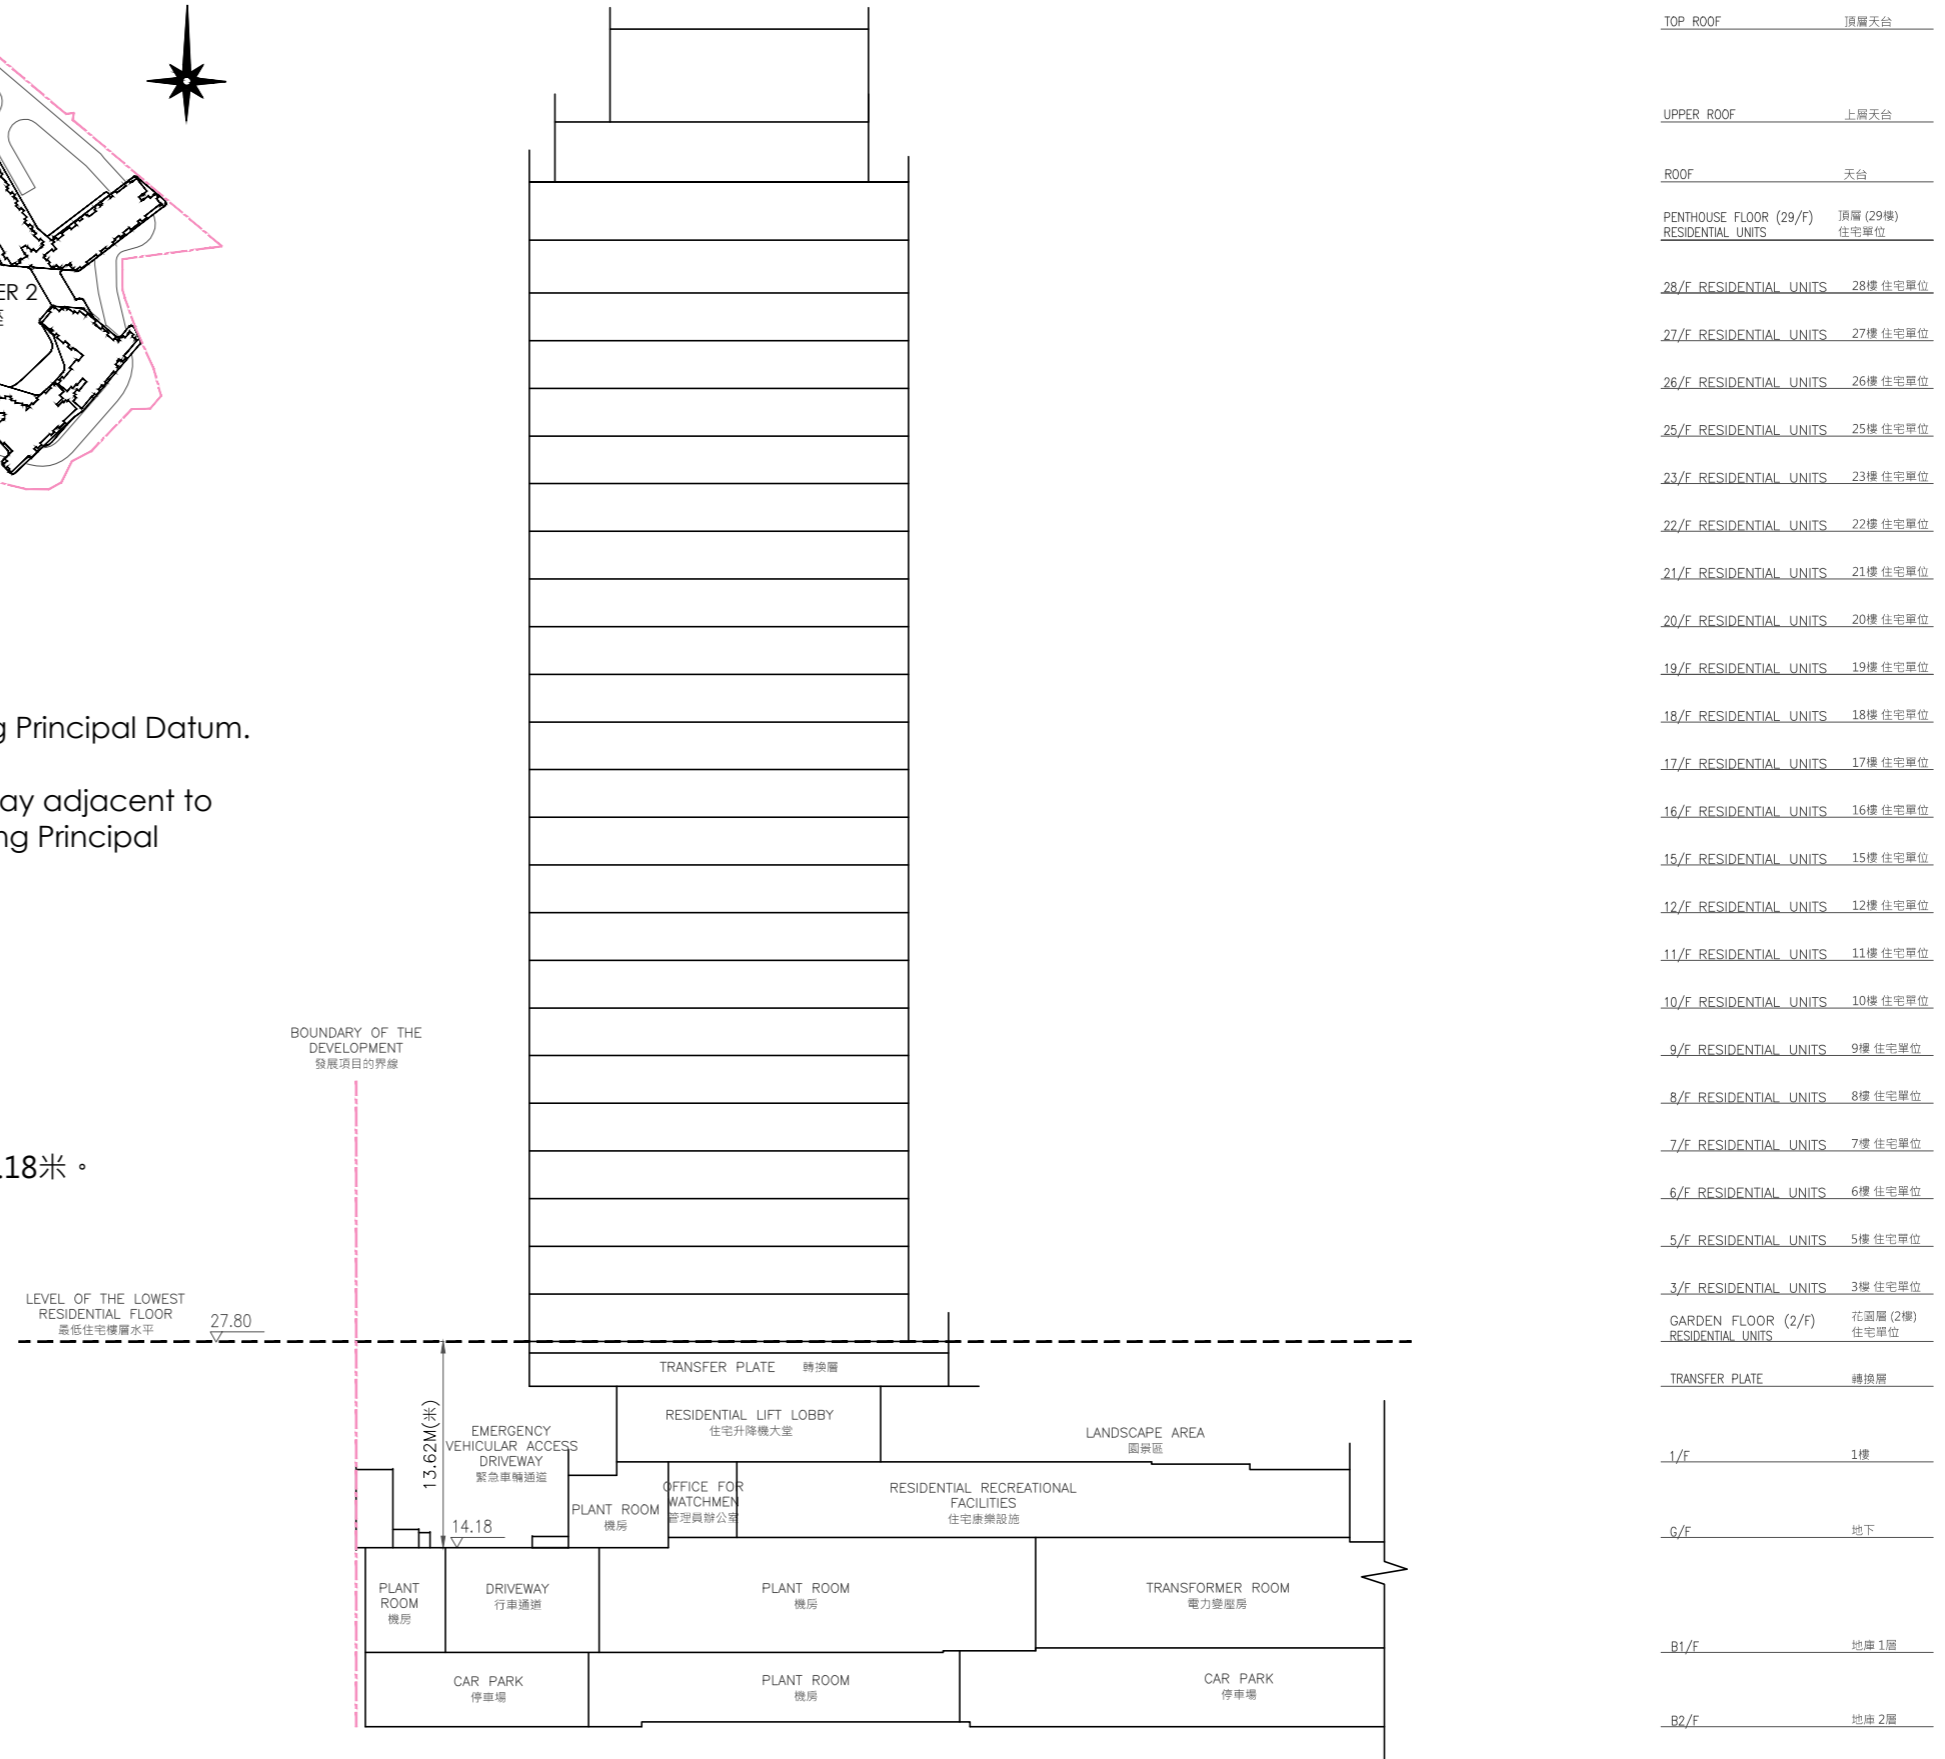 ER 2
座
g Principal Datum.
ay adjacent to
ng Principal
.18米。
BOUNDARY OF THE
DEVELOPMENT
發展項目的界線
LEVEL OF THE LOWEST
RESIDENTIAL FLOOR
最低住宅樓層水平
27.80
13.62M(米)
14.18
TRANSFER PLATE 轉換層
RESIDENTIAL LIFT LOBBY
住宅升降機大堂
EMERGENCY
VEHICULAR ACCESS
DRIVEWAY
緊急車輛通道
LANDSCAPE AREA
園景區
PLANT ROOM
機房
OFFICE FOR
WATCHMEN
管理員辦公室
RESIDENTIAL RECREATIONAL
FACILITIES
住宅康樂設施
PLANT
ROOM
機房
DRIVEWAY
行車通道
PLANT ROOM
機房
TRANSFORMER ROOM
電力變壓房
CAR PARK
停車場
PLANT ROOM
機房
CAR PARK
停車場
TOP ROOF 頂層天台
UPPER ROOF 上層天台
ROOF 天台
PENTHOUSE FLOOR (29/F) 頂層 (29樓)
RESIDENTIAL UNITS 住宅單位
28/F RESIDENTIAL UNITS 28樓 住宅單位
27/F RESIDENTIAL UNITS 27樓 住宅單位
26/F RESIDENTIAL UNITS 26樓 住宅單位
25/F RESIDENTIAL UNITS 25樓 住宅單位
23/F RESIDENTIAL UNITS 23樓 住宅單位
22/F RESIDENTIAL UNITS 22樓 住宅單位
21/F RESIDENTIAL UNITS 21樓 住宅單位
20/F RESIDENTIAL UNITS 20樓 住宅單位
19/F RESIDENTIAL UNITS 19樓 住宅單位
18/F RESIDENTIAL UNITS 18樓 住宅單位
17/F RESIDENTIAL UNITS 17樓 住宅單位
16/F RESIDENTIAL UNITS 16樓 住宅單位
15/F RESIDENTIAL UNITS 15樓 住宅單位
12/F RESIDENTIAL UNITS 12樓 住宅單位
11/F RESIDENTIAL UNITS 11樓 住宅單位
10/F RESIDENTIAL UNITS 10樓 住宅單位
9/F RESIDENTIAL UNITS 9樓 住宅單位
8/F RESIDENTIAL UNITS 8樓 住宅單位
7/F RESIDENTIAL UNITS 7樓 住宅單位
6/F RESIDENTIAL UNITS 6樓 住宅單位
5/F RESIDENTIAL UNITS 5樓 住宅單位
3/F RESIDENTIAL UNITS 3樓 住宅單位
GARDEN FLOOR (2/F) 花園層 (2樓)
RESIDENTIAL UNITS 住宅單位
TRANSFER PLATE 轉換層
1/F 1樓
G/F 地下
B1/F 地庫 1層
B2/F 地庫 2層